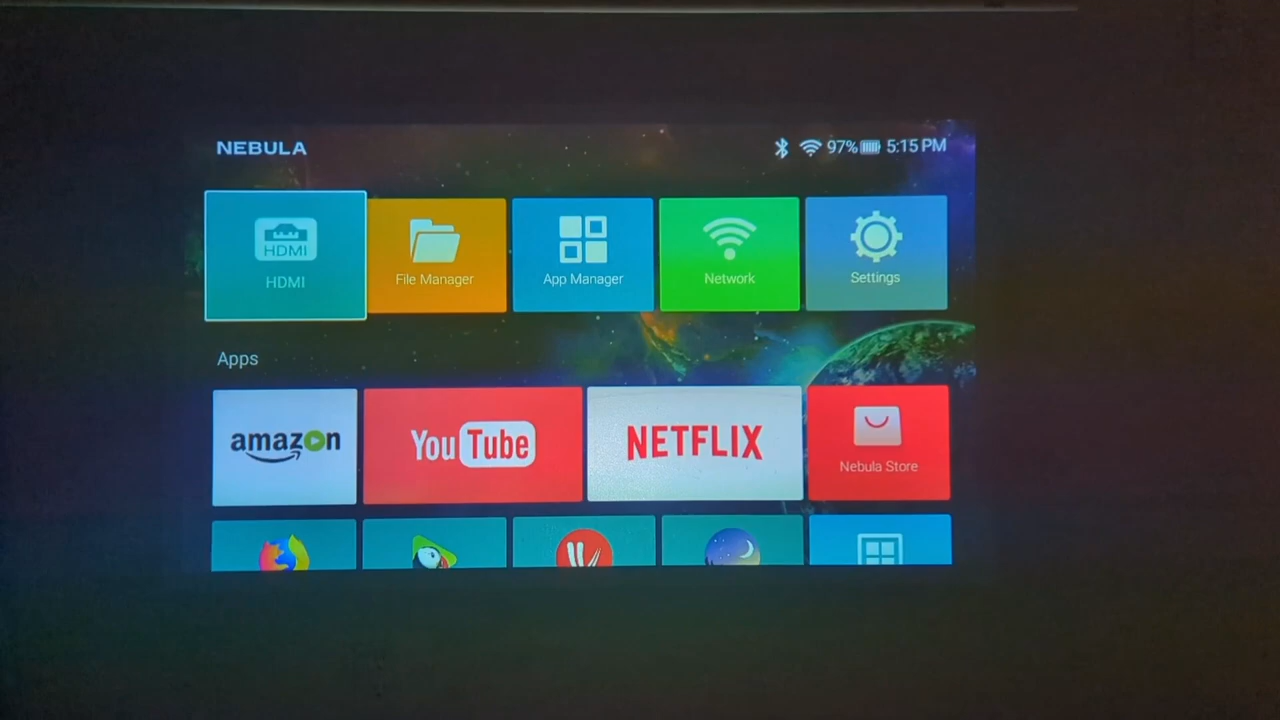 NEBULA 97% 5:15 PM
HDMI
HDMI File Manager App Manager Network Settings
Apps
amazon YouTube NETFLIX
Nebula Store